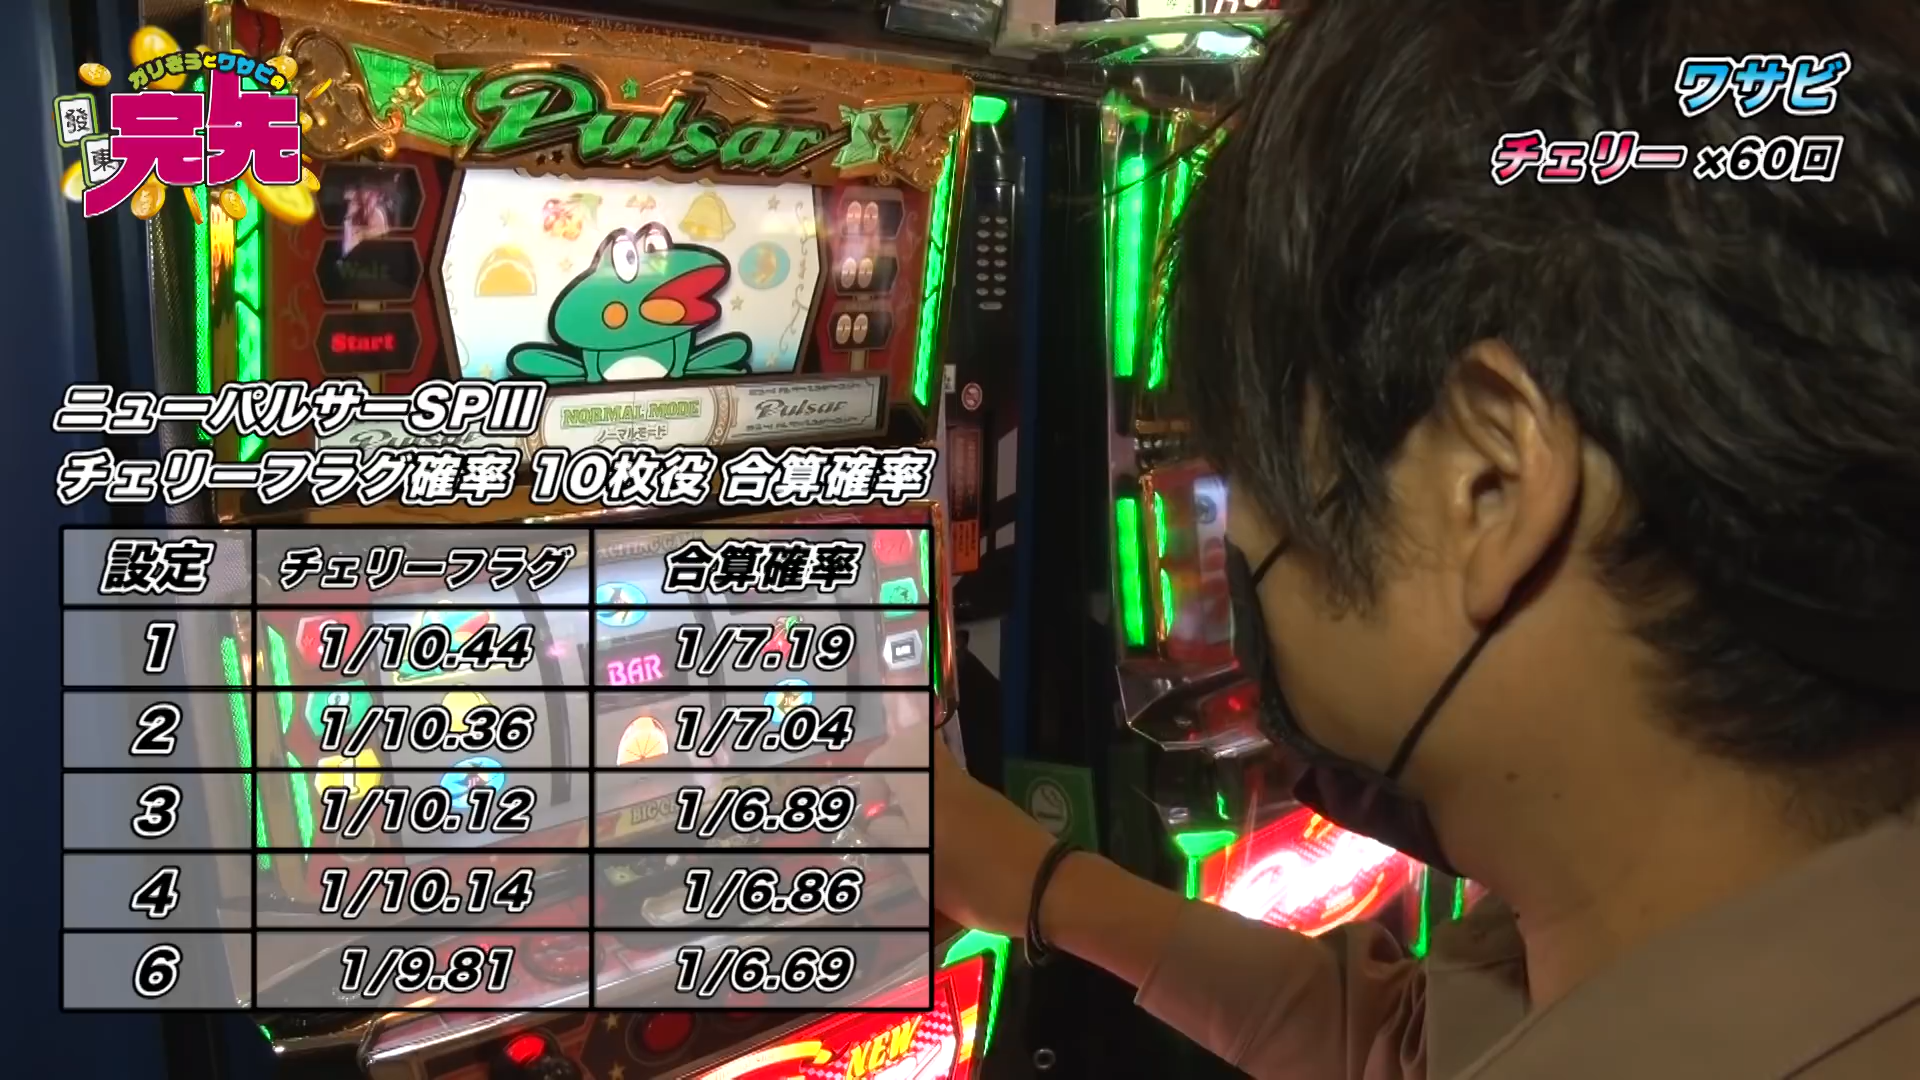 ガリぞうとワサビの
完先
發
東
ワサビ
チェリー×60回
Pulsar
Wait
Start
NORMAL MODE
ノーマルモード
Pulsar
Pulsar
ニューパルサーSPⅢ
チェリーフラグ確率 10枚役 合算確率
設定 チェリーフラグ 合算確率
1 1/10.44 1/7.19
2 1/10.36 1/7.04
3 1/10.12 1/6.89
4 1/10.14 1/6.86
6 1/9.81 1/6.69
BAR
NEW